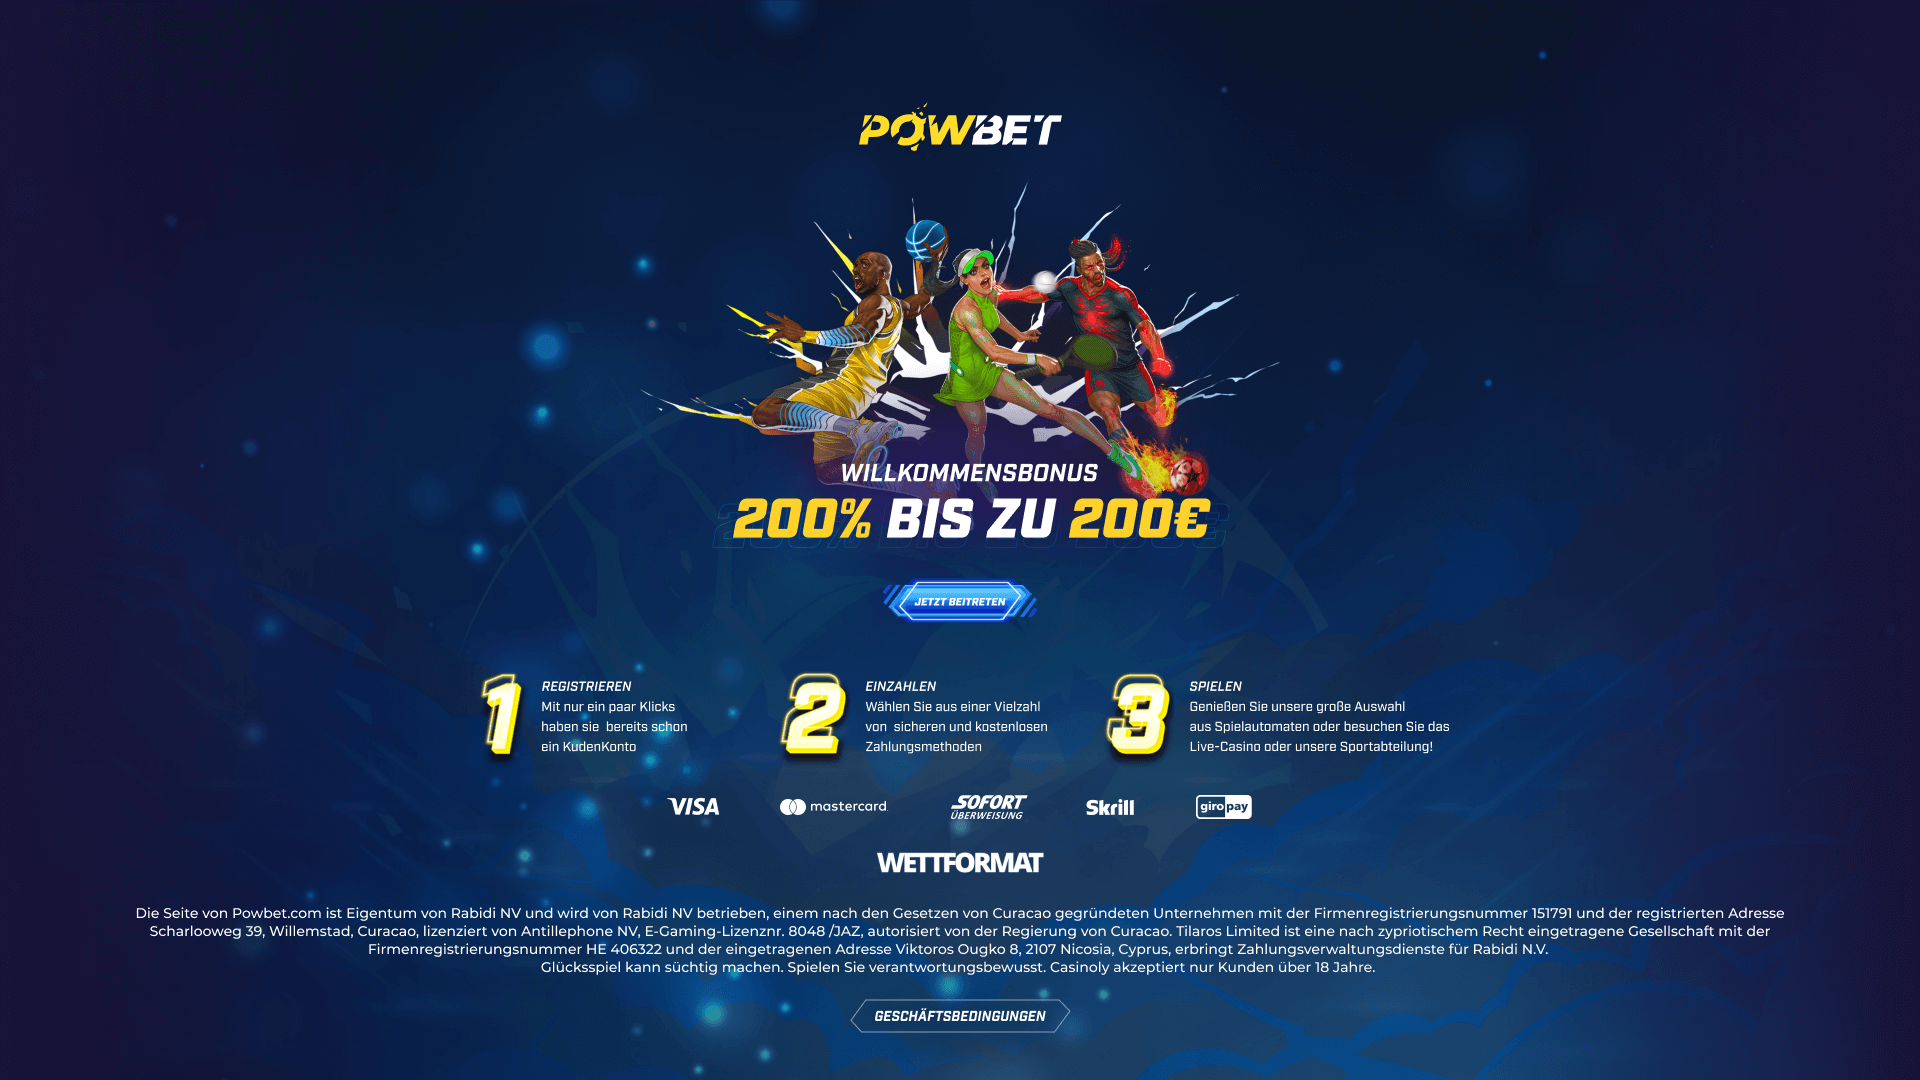 POWBET
WILLKOMMENSBONUS
200% BIS ZU 200€
JETZT BEITRETEN
1
REGISTRIEREN
Mit nur ein paar Klicks
haben sie bereits schon
ein KudenKonto
2
EINZAHLEN
Wählen Sie aus einer Vielzahl
von sicheren und kostenlosen
Zahlungsmethoden
3
SPIELEN
Genießen Sie unsere große Auswahl
aus Spielautomaten oder besuchen Sie das
Live-Casino oder unsere Sportabteilung!
VISA
mastercard
SOFORT
ÜBERWEISUNG
Skrill
giropay
WETTFORMAT
Die Seite von Powbet.com ist Eigentum von Rabidi NV und wird von Rabidi NV betrieben, einem nach den Gesetzen von Curacao gegründeten Unternehmen mit der Firmenregistrierungsnummer 151791 und der registrierten Adresse
Scharlooweg 39, Willemstad, Curacao, lizenziert von Antillephone NV, E-Gaming-Lizenznr. 8048 /JAZ, autorisiert von der Regierung von Curacao. Tilaros Limited ist eine nach zypriotischem Recht eingetragene Gesellschaft mit der
Firmenregistrierungsnummer HE 406322 und der eingetragenen Adresse Viktoros Ougko 8, 2107 Nicosia, Cyprus, erbringt Zahlungsverwaltungsdienste für Rabidi N.V.
Glücksspiel kann süchtig machen. Spielen Sie verantwortungsbewusst. Casinoly akzeptiert nur Kunden über 18 Jahre.
GESCHÄFTSBEDINGUNGEN